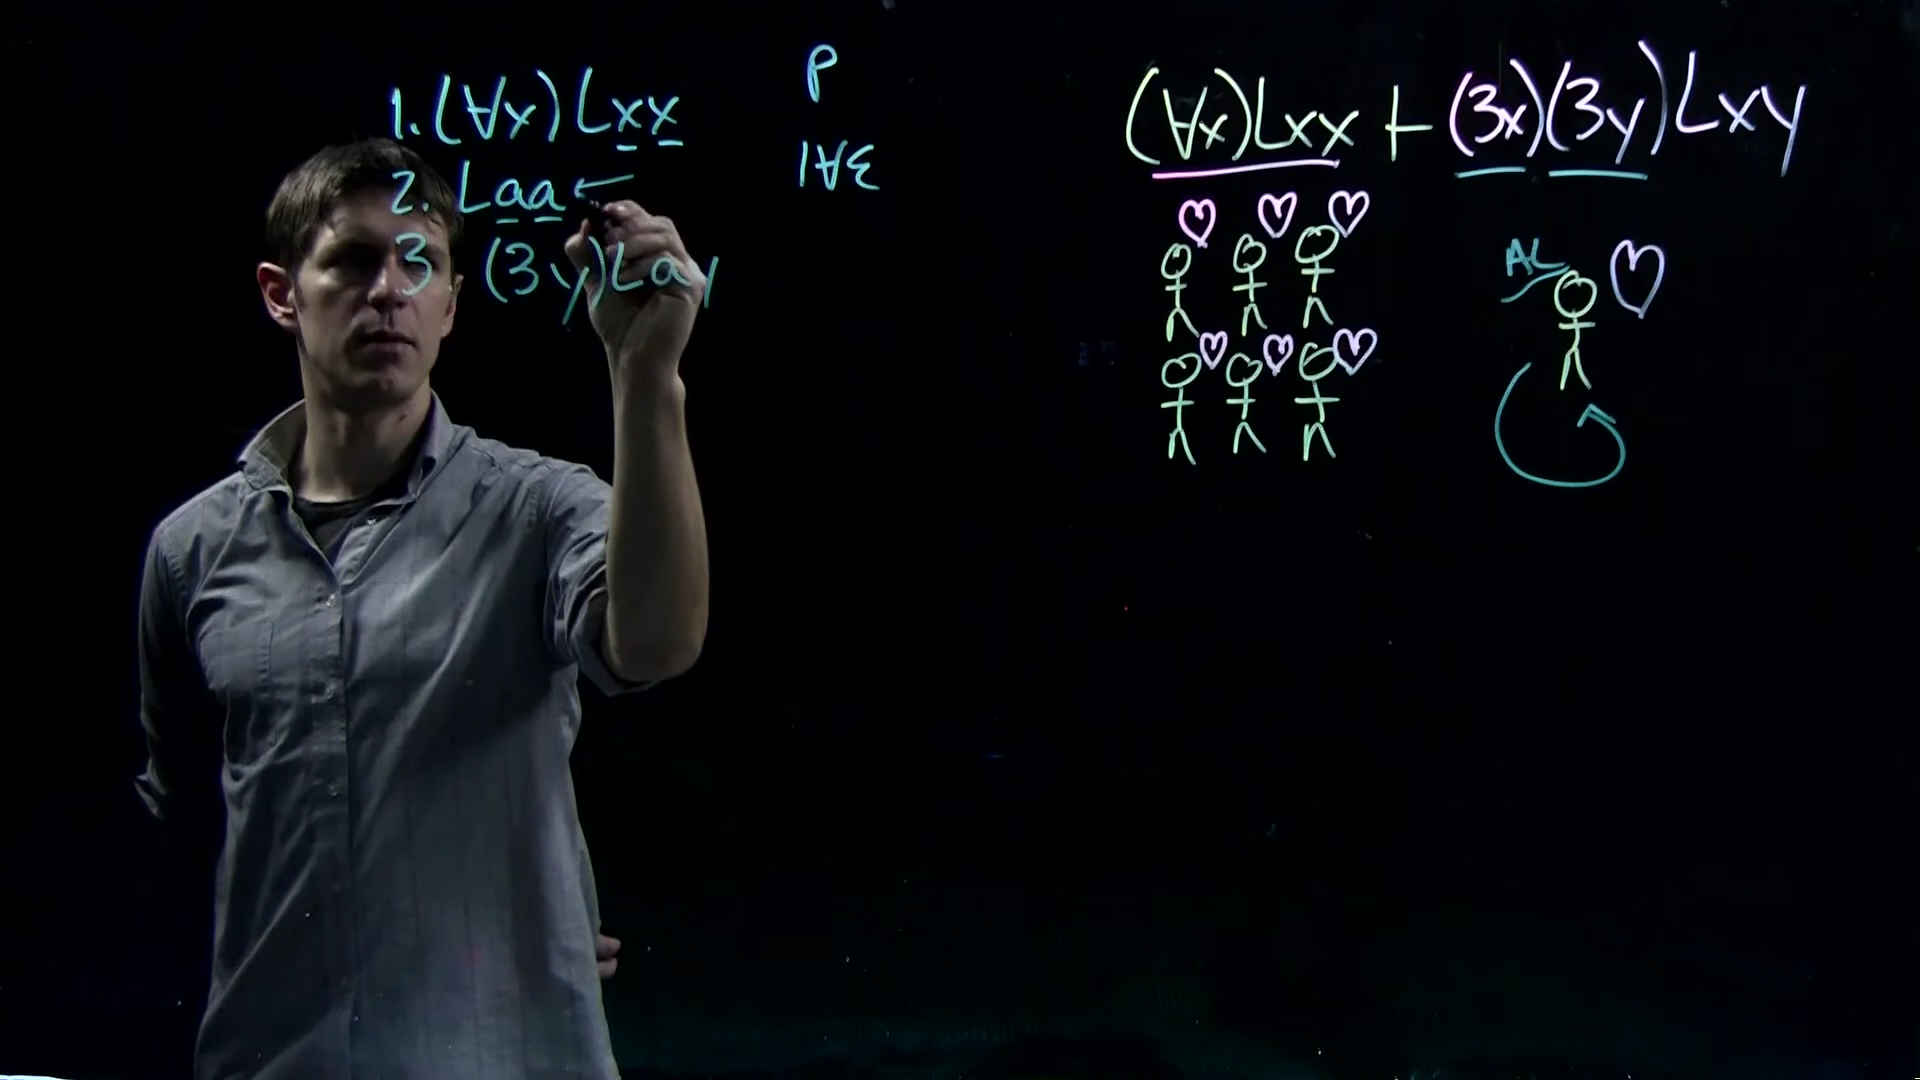 1. (∀x) Lxx P
2. Laa ← 1∀E
3 (∃y)Lay
(∀x)Lxx ⊢ (∃x)(∃y)Lxy
AL